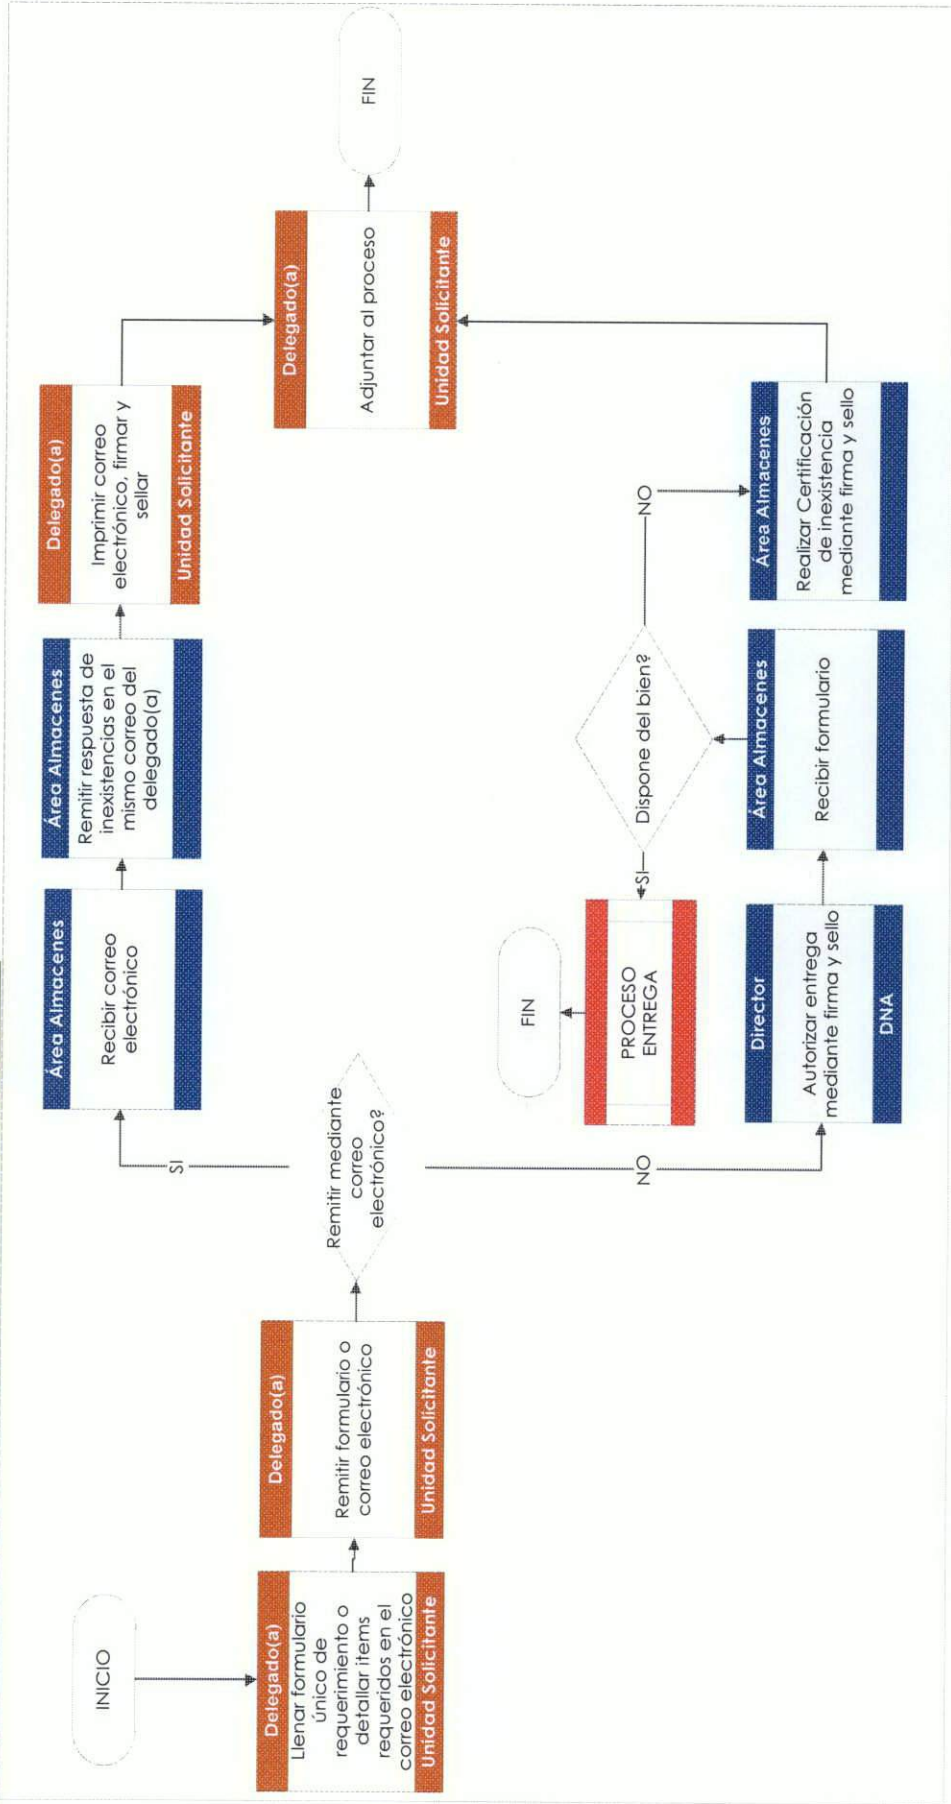 INICIO
Delegado(a)
Llenar formulario
único de
requerimiento o
detallar items
requeridos en el
correo electrónico
Unidad Solicitante
Delegado(a)
Remitir formulario o
correo electrónico
Unidad Solicitante
Remitir mediante
correo
electrónico?
SI
Área Almacenes
Recibir correo
electrónico
Área Almacenes
Remitir respuesta de
inexistencias en el
mismo correo del
delegado(a)
Delegado(a)
Imprimir correo
electrónico, firmar y
sellar
Unidad Solicitante
NO
Director
Autorizar entrega
mediante firma y sello
DNA
Área Almacenes
Recibir formulario
Dispone del bien?
SI
PROCESO
ENTREGA
FIN
NO
Área Almacenes
Realizar Certificación
de inexistencia
mediante firma y sello
Delegado(a)
Adjuntar al proceso
Unidad Solicitante
FIN